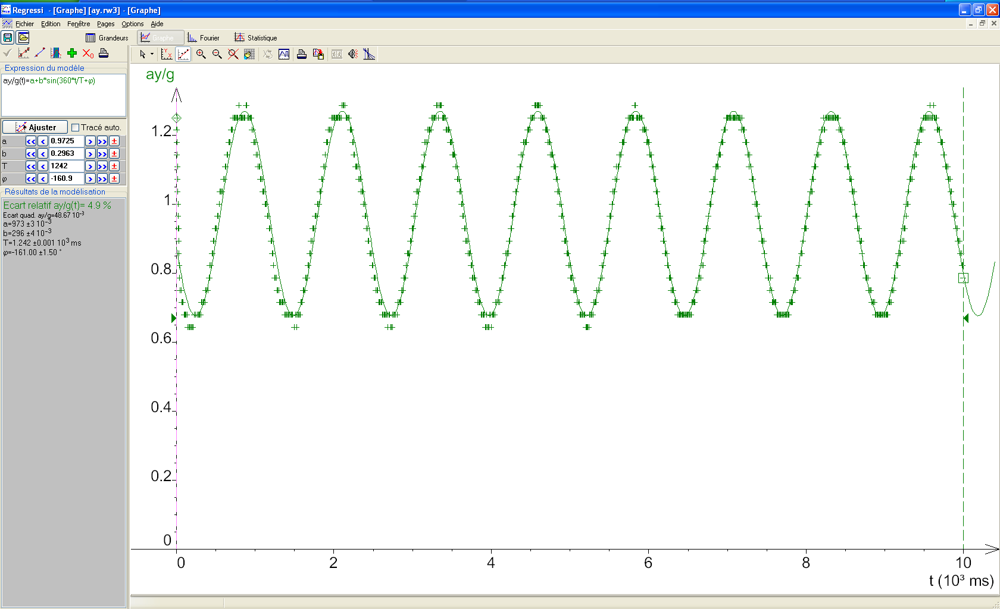 Regressi - [Graphe] [ay.rw3] - [Graphe]
Fichier Edition Fenêtre Pages Options Aide
Grandeurs Graphe Fourier Statistique
Expression du modèle
ay/g(t)=a+b*sin(360*t/T+φ)
Ajuster Tracé auto.
a << < 0.9725 > >> ±
b << < 0.2963 > >> ±
T << < 1242 > >> ±
φ << < -160.9 > >> ±
Résultats de la modélisation
Ecart relatif ay/g(t)= 4.9 %
Ecart quad. ay/g=48.67 10⁻³
a=973 ±3 10⁻³
b=296 ±4 10⁻³
T=1.242 ±0.001 10³ ms
φ=-161.00 ±1.50 °
ay/g
1.2
1
0.8
0.6
0.4
0.2
0
0 2 4 6 8 10
t (10³ ms)